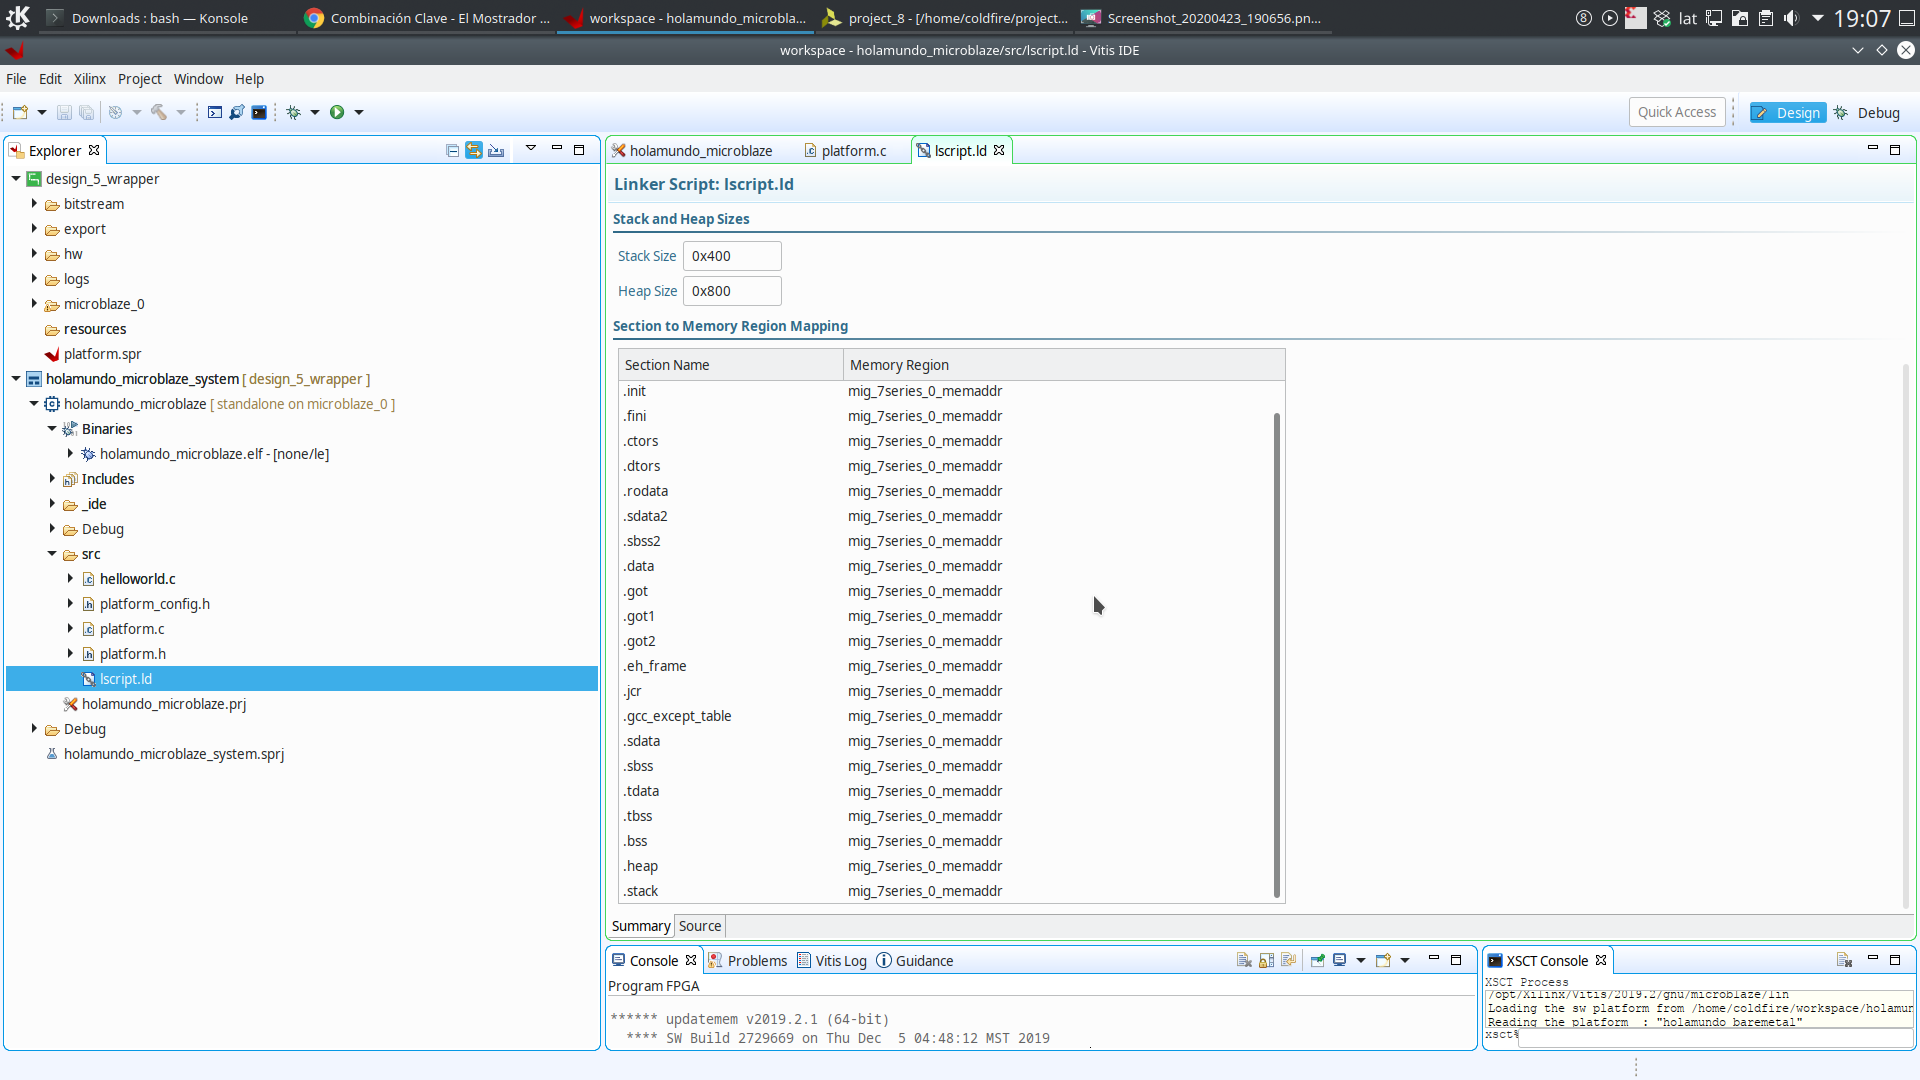 Downloads : bash — Konsole
Combinación Clave - El Mostrador ...
workspace - holamundo_microbla...
project_8 - [/home/coldfire/project...
Screenshot_20200423_190656.pn...
8
lat
19:07
workspace - holamundo_microblaze/src/lscript.ld - Vitis IDE
File Edit Xilinx Project Window Help
Quick Access
Design
Debug
Explorer
design_5_wrapper
bitstream
export
hw
logs
microblaze_0
resources
platform.spr
holamundo_microblaze_system [ design_5_wrapper ]
holamundo_microblaze [ standalone on microblaze_0 ]
Binaries
holamundo_microblaze.elf - [none/le]
Includes
_ide
Debug
src
helloworld.c
platform_config.h
platform.c
platform.h
lscript.ld
holamundo_microblaze.prj
Debug
holamundo_microblaze_system.sprj
holamundo_microblaze
platform.c
lscript.ld
Linker Script: lscript.ld
Stack and Heap Sizes
Stack Size 0x400
Heap Size 0x800
Section to Memory Region Mapping
Section Name Memory Region
.init mig_7series_0_memaddr
.fini mig_7series_0_memaddr
.ctors mig_7series_0_memaddr
.dtors mig_7series_0_memaddr
.rodata mig_7series_0_memaddr
.sdata2 mig_7series_0_memaddr
.sbss2 mig_7series_0_memaddr
.data mig_7series_0_memaddr
.got mig_7series_0_memaddr
.got1 mig_7series_0_memaddr
.got2 mig_7series_0_memaddr
.eh_frame mig_7series_0_memaddr
.jcr mig_7series_0_memaddr
.gcc_except_table mig_7series_0_memaddr
.sdata mig_7series_0_memaddr
.sbss mig_7series_0_memaddr
.tdata mig_7series_0_memaddr
.tbss mig_7series_0_memaddr
.bss mig_7series_0_memaddr
.heap mig_7series_0_memaddr
.stack mig_7series_0_memaddr
Summary Source
Console Problems Vitis Log Guidance
Program FPGA
****** updatemem v2019.2.1 (64-bit)
**** SW Build 2729669 on Thu Dec 5 04:48:12 MST 2019
XSCT Console
XSCT Process
/opt/Xilinx/Vitis/2019.2/gnu/microblaze/lin
Loading the sw platform from /home/coldfire/workspace/holamun
Reading the platform : "holamundo_baremetal"
xsct%